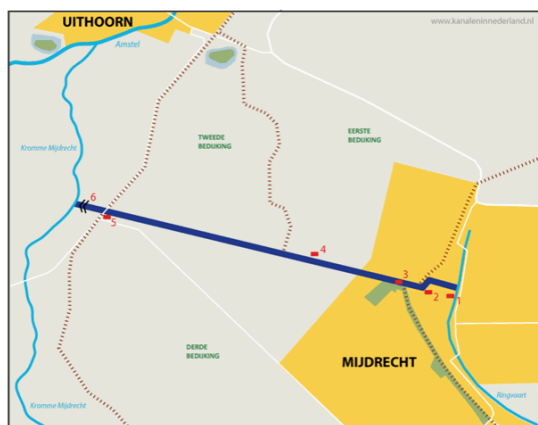 www.kanaleninnederland.nl
UITHOORN
Amstel
Kromme Mijdrecht
TWEEDE
BEDIJKING
EERSTE
BEDIJKING
6
5
4
3
2
1
DERDE
BEDIJKING
MIJDRECHT
Kromme Mijdrecht
Ringvaart